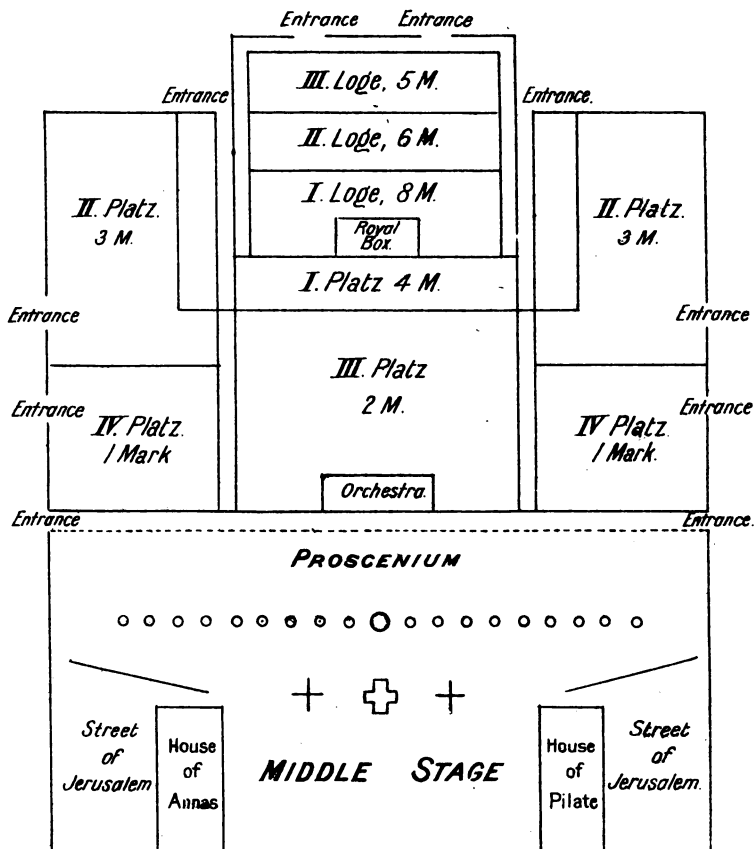 Entrance Entrance
III. Loge, 5 M.
Entrance
Entrance.
II. Loge, 6 M.
I. Loge, 8 M.
Royal
Box.
II. Platz.
3 M.
II. Platz.
3 M.
I. Platz 4 M.
Entrance
Entrance
III. Platz
2 M.
Entrance
Entrance
IV. Platz.
1 Mark
IV Platz.
1 Mark.
Orchestra.
Entrance
Entrance.
PROSCENIUM
Street
of
Jerusalem
House
of
Annas
MIDDLE STAGE
House
of
Pilate
Street
of
Jerusalem.